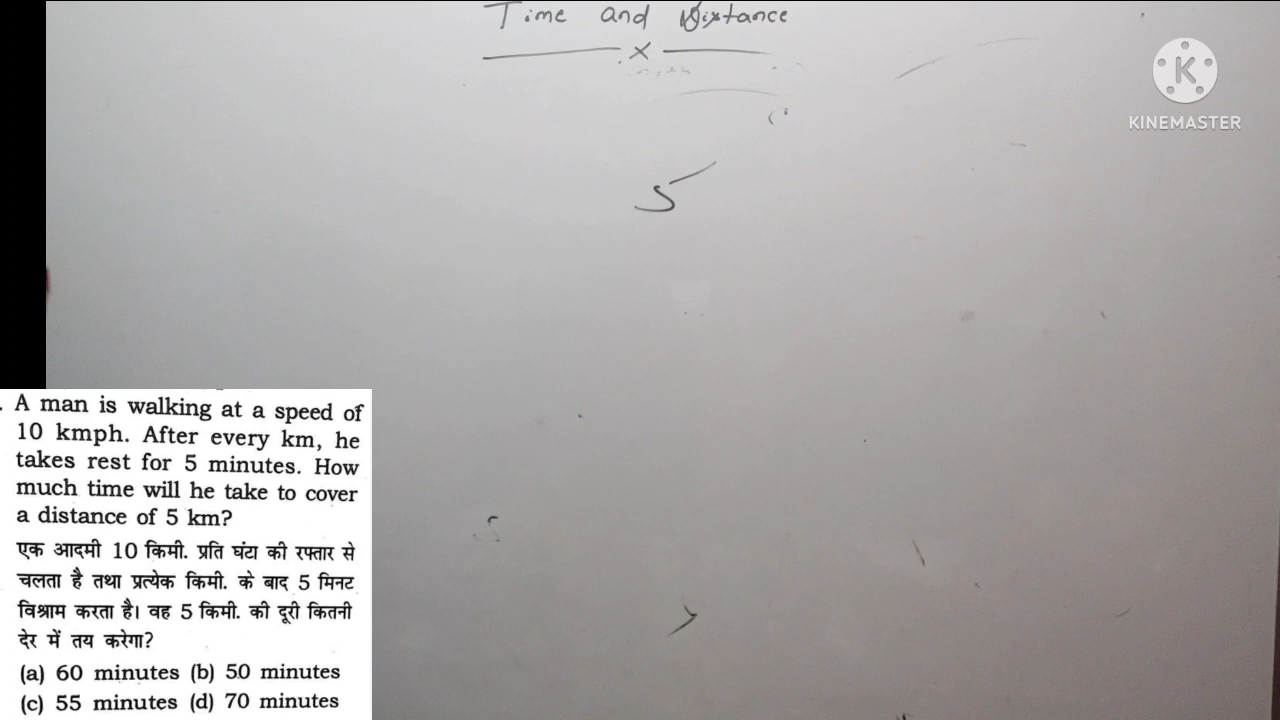 Time and Distance
x
KINEMASTER
5
A man is walking at a speed of
10 kmph. After every km, he
takes rest for 5 minutes. How
much time will he take to cover
a distance of 5 km?
एक आदमी 10 किमी. प्रति घंटा की रफ्तार से
चलता है तथा प्रत्येक किमी. के बाद 5 मिनट
विश्राम करता है। वह 5 किमी. की दूरी कितनी
देर में तय करेगा?
(a) 60 minutes (b) 50 minutes
(c) 55 minutes (d) 70 minutes